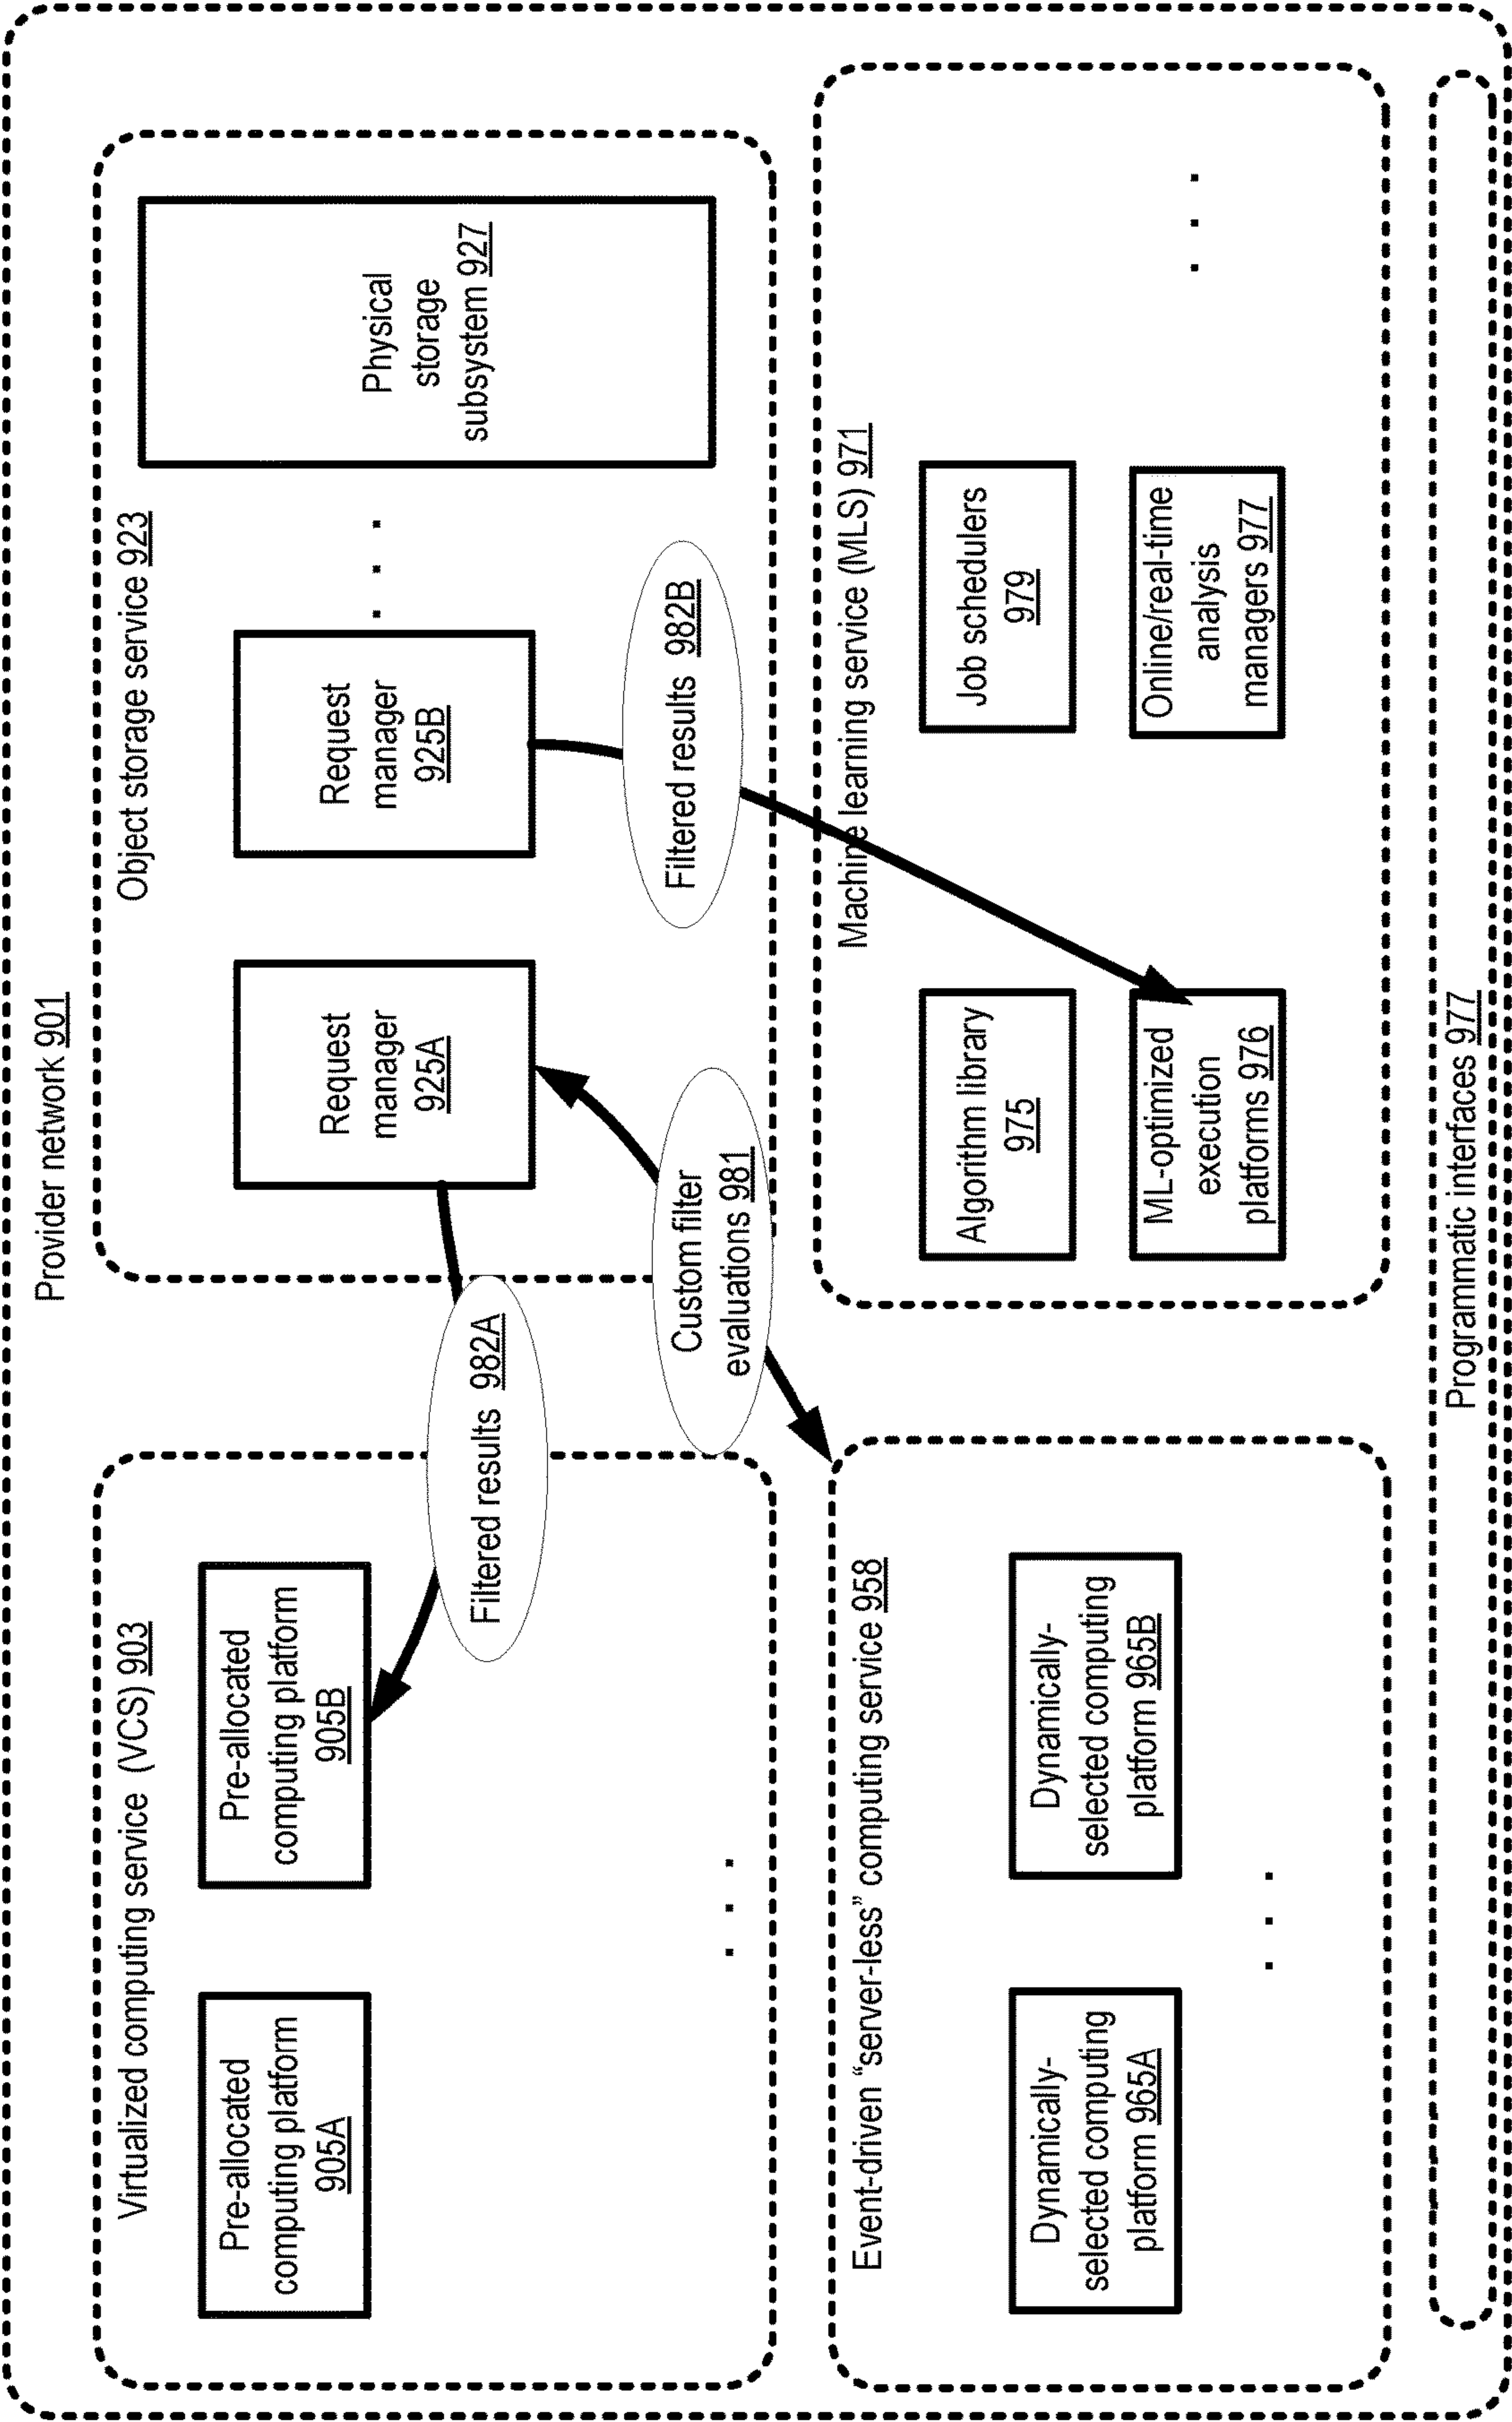 Provider network 901
Virtualized computing service  (VCS) 903
Pre-allocated
computing platform
905A
Pre-allocated
computing platform
905B
. . .
Filtered results  982A
Object storage service 923
Request
manager
925A
Request
manager
925B
. . .
Physical
storage
subsystem 927
Filtered results  982B
Custom filter
evaluations 981
Event-driven “server-less” computing service 958
Dynamically-
selected computing
platform 965A
Dynamically-
selected computing
platform 965B
. . .
Machine learning service (MLS) 971
Algorithm library
975
Job schedulers
979
ML-optimized
execution
platforms 976
Online/real-time
analysis
managers 977
. . .
Programmatic interfaces 977